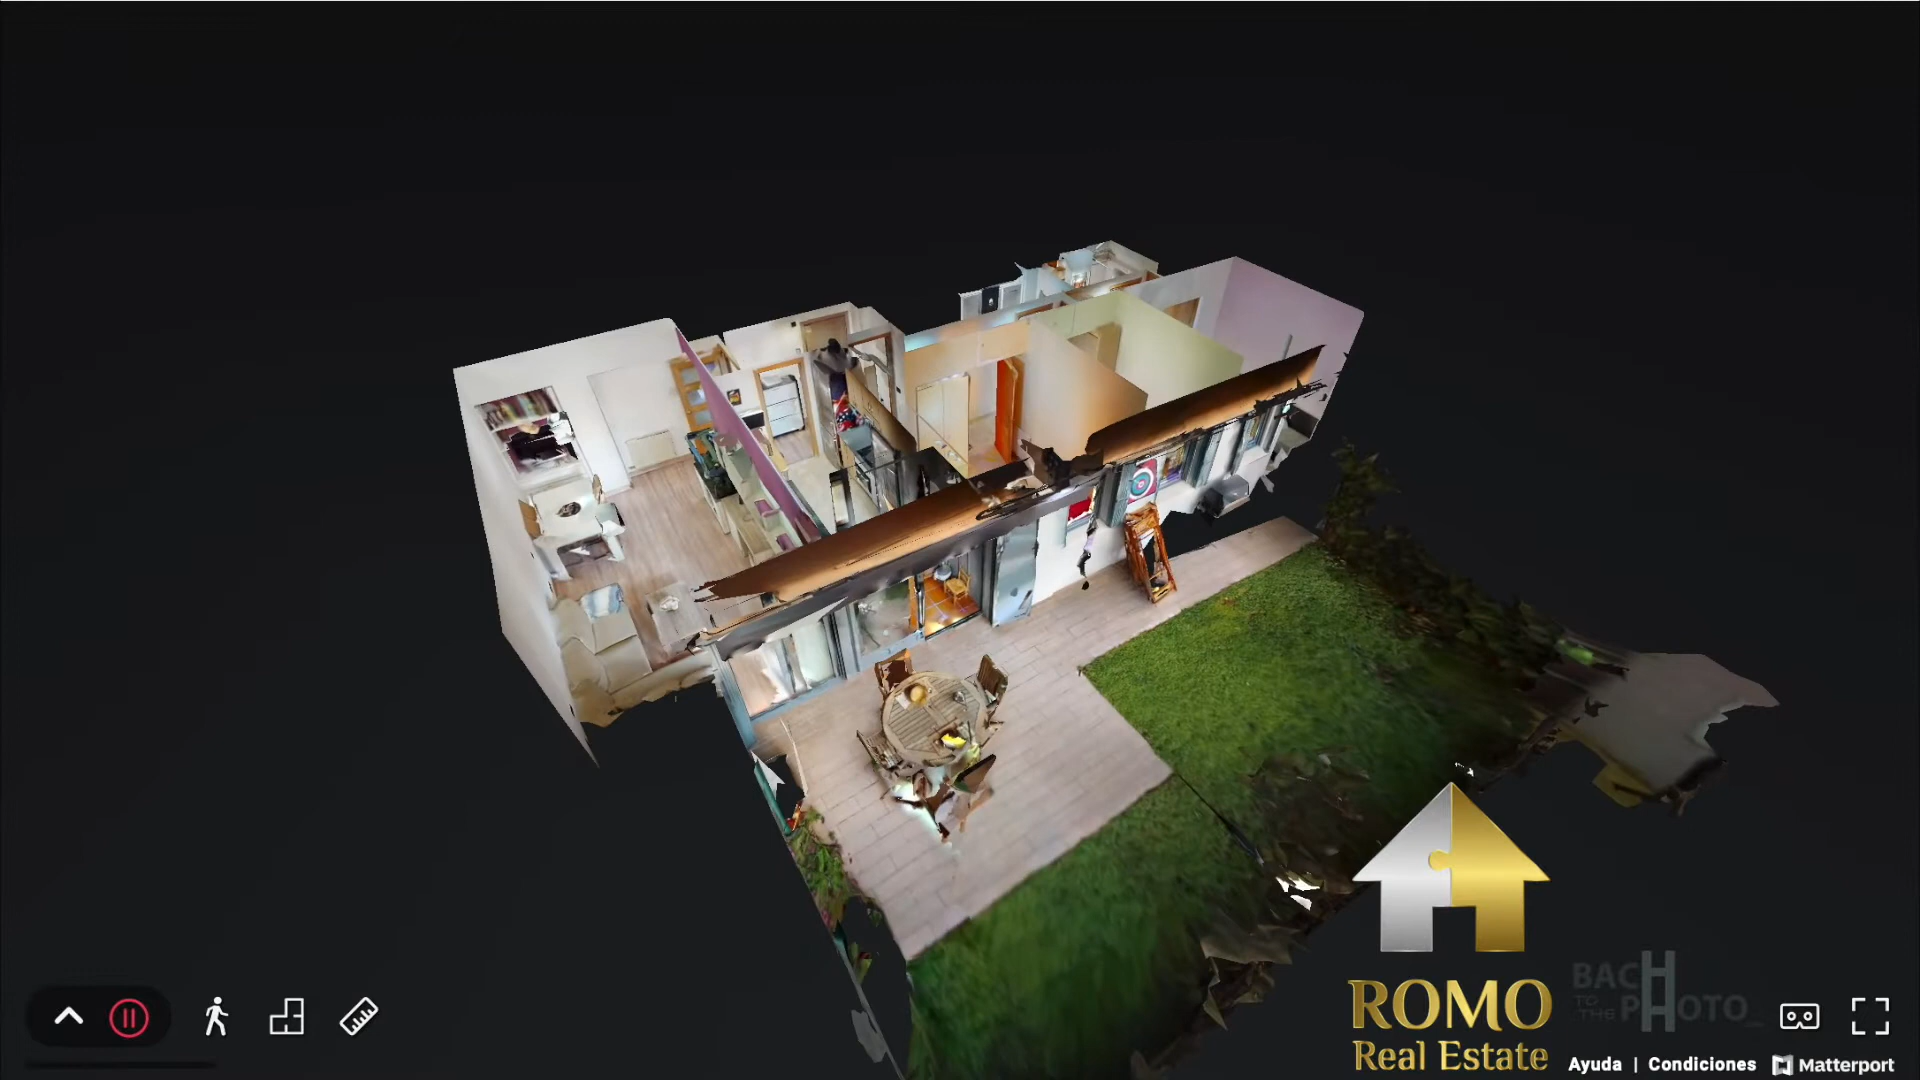 ROMO
Real Estate
BACH
TO THE PHOTO
Ayuda | Condiciones
Matterport